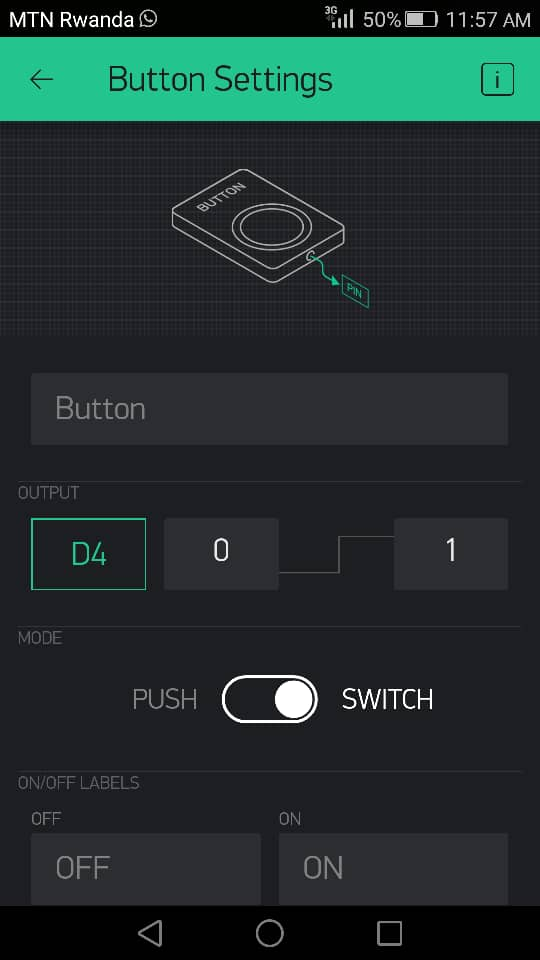 MTN Rwanda 3G 50% 11:57 AM
Button Settings i
BUTTON
PIN
Button
OUTPUT
D4 0 1
MODE
PUSH SWITCH
ON/OFF LABELS
OFF ON
OFF ON